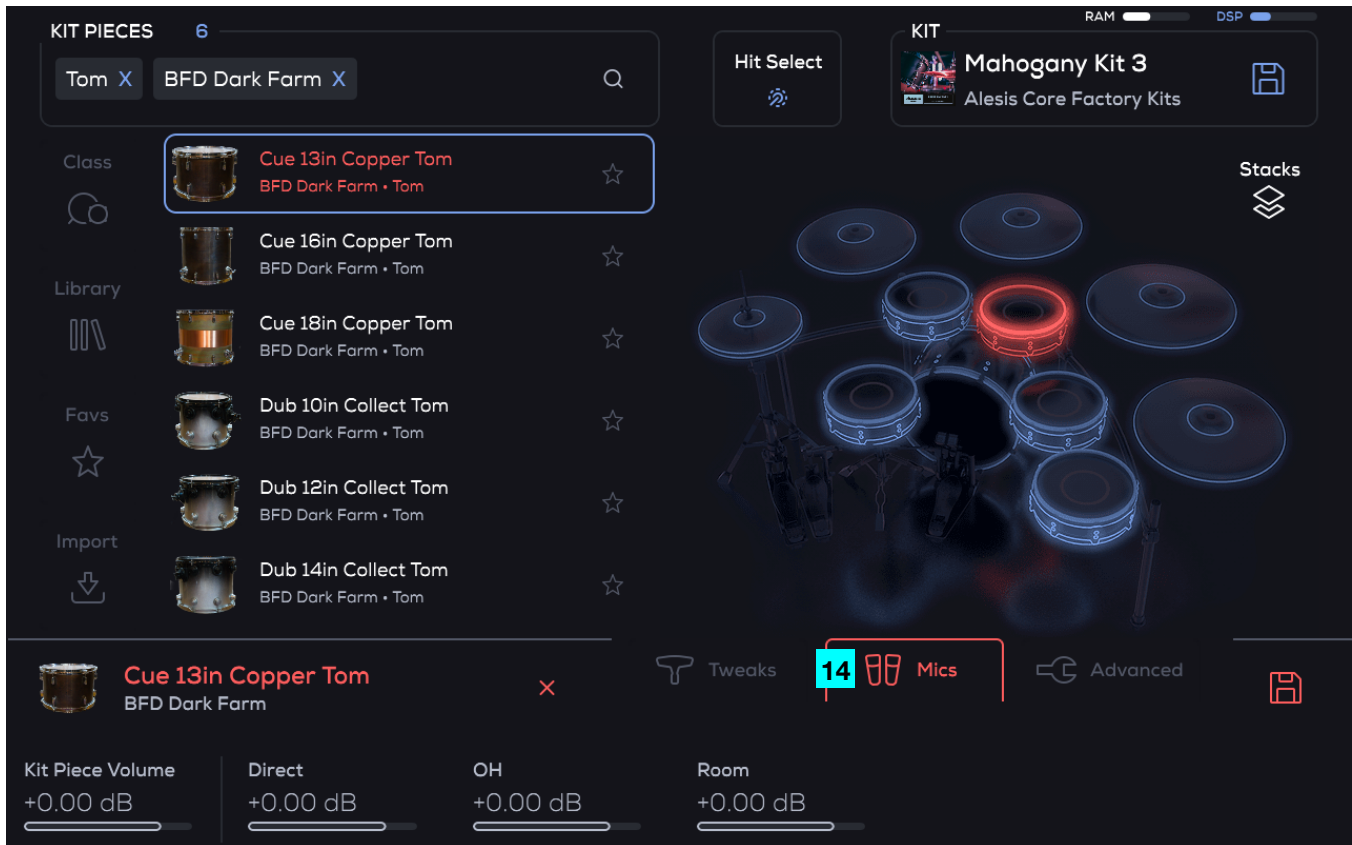 RAM DSP
KIT PIECES 6
Tom X BFD Dark Farm X
Hit Select
KIT
Mahogany Kit 3
Alesis Core Factory Kits
Class
Library
Favs
Import
Cue 13in Copper Tom
BFD Dark Farm • Tom
Cue 16in Copper Tom
BFD Dark Farm • Tom
Cue 18in Copper Tom
BFD Dark Farm • Tom
Dub 10in Collect Tom
BFD Dark Farm • Tom
Dub 12in Collect Tom
BFD Dark Farm • Tom
Dub 14in Collect Tom
BFD Dark Farm • Tom
Stacks
Cue 13in Copper Tom
BFD Dark Farm
Tweaks
14 Mics
Advanced
Kit Piece Volume
+0.00 dB
Direct
+0.00 dB
OH
+0.00 dB
Room
+0.00 dB